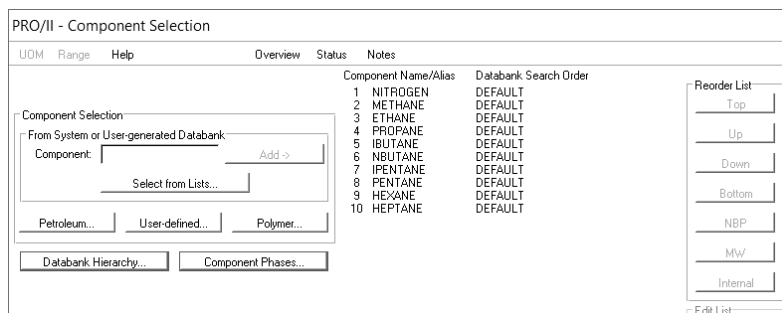 PRO/II - Component Selection
UOM Range Help Overview Status Notes
Component Name/Alias Databank Search Order
1 NITROGEN DEFAULT
2 METHANE DEFAULT
3 ETHANE DEFAULT
4 PROPANE DEFAULT
5 IBUTANE DEFAULT
6 NBUTANE DEFAULT
7 IPENTANE DEFAULT
8 PENTANE DEFAULT
9 HEXANE DEFAULT
10 HEPTANE DEFAULT
Component Selection
From System or User-generated Databank
Component: Add ->
Select from Lists...
Petroleum... User-defined... Polymer...
Databank Hierarchy... Component Phases...
Reorder List
Top
Up
Down
Bottom
NBP
MW
Internal
Edit List